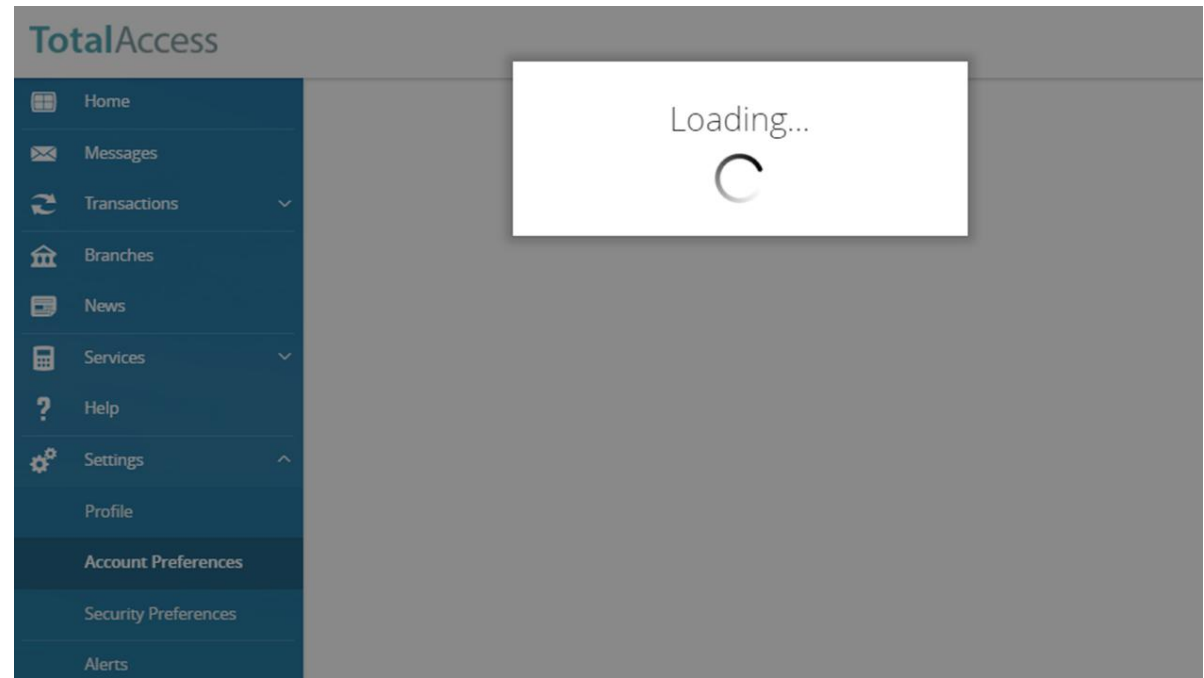 TotalAccess
Home
Messages
Transactions
Branches
News
Services
Help
Settings
Profile
Account Preferences
Security Preferences
Alerts
Loading...